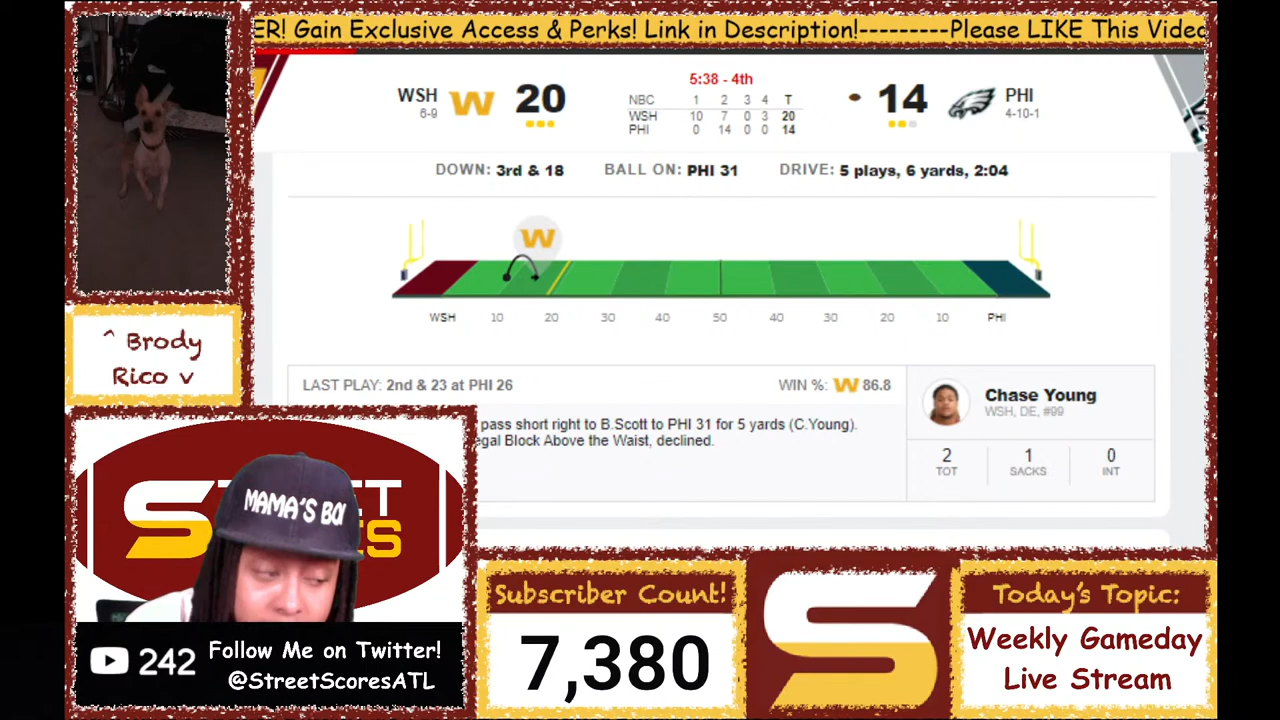 ER! Gain Exclusive Access & Perks! Link in Description!---------Please LIKE This Video
WSH
6-9
W
20
5:38 - 4th
NBC 1 2 3 4 T
WSH 10 7 0 3 20
PHI 0 14 0 0 14
14
PHI
4-10-1
DOWN: 3rd & 18 BALL ON: PHI 31 DRIVE: 5 plays, 6 yards, 2:04
W
WSH 10 20 30 40 50 40 30 20 10 PHI
LAST PLAY: 2nd & 23 at PHI 26
WIN %: W 86.8
pass short right to B.Scott to PHI 31 for 5 yards (C.Young).
egal Block Above the Waist, declined.
Chase Young
WSH, DE, #99
2 1 0
TOT SACKS INT
^ Brody
Rico v
MAMA'S BOI
242
Follow Me on Twitter!
@StreetScoresATL
Subscriber Count!
7,380
S
Today's Topic:
Weekly Gameday
Live Stream